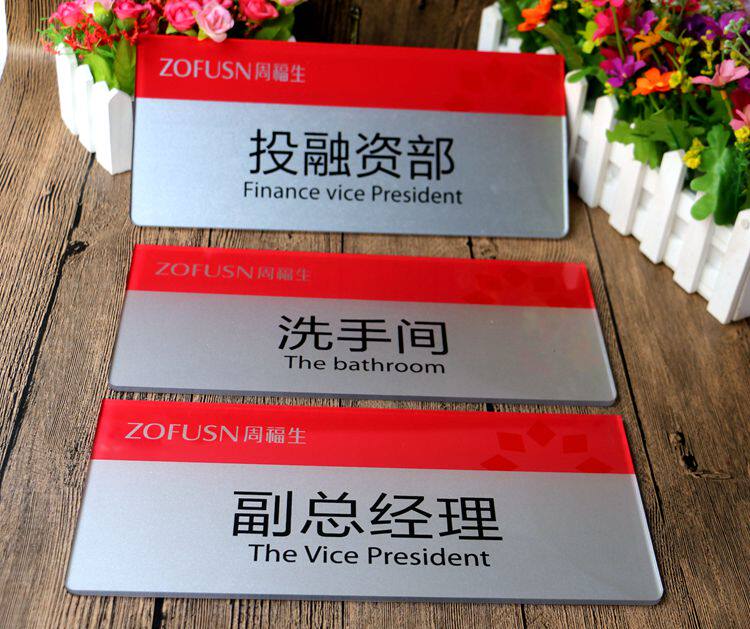 ZOFUSN周福生
投融资部
Finance vice President
ZOFUSN周福生
洗手间
The bathroom
ZOFUSN周福生
副总经理
The Vice President